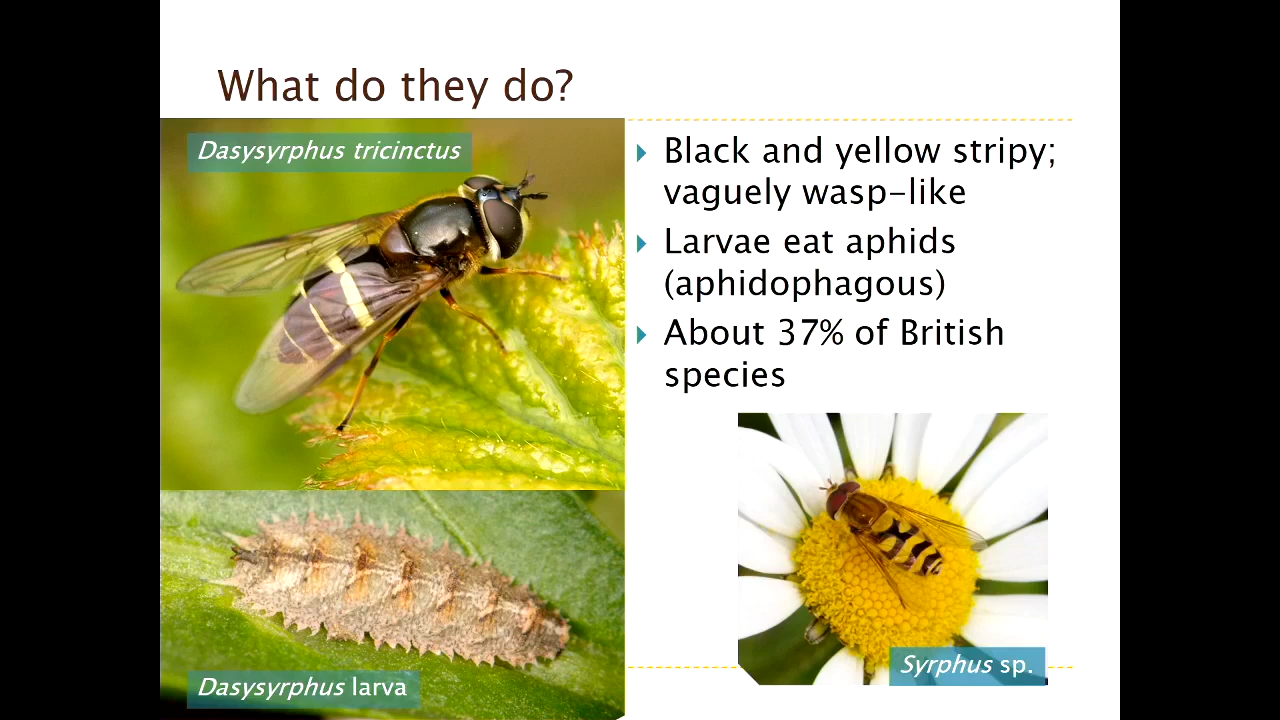 What do they do?
Dasysyrphus tricinctus
Black and yellow stripy;
vaguely wasp-like
Larvae eat aphids
(aphidophagous)
About 37% of British
species
Syrphus sp.
Dasysyrphus larva